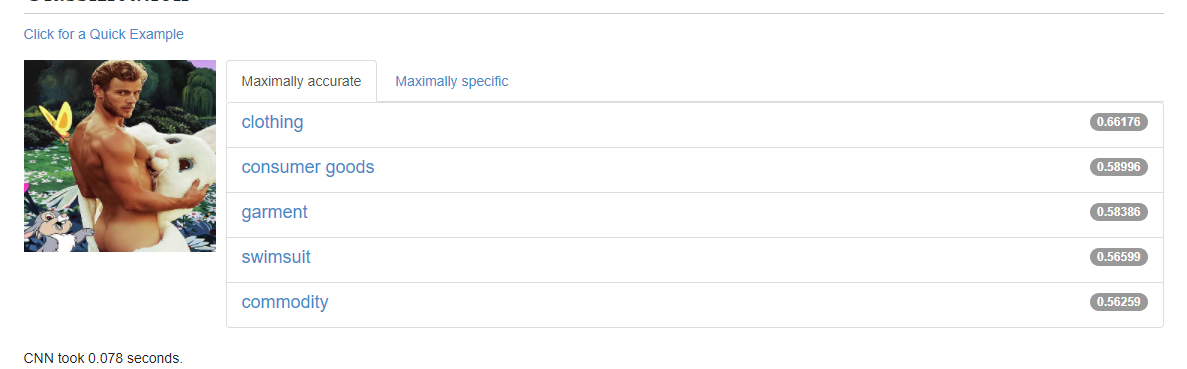 Classification
Click for a Quick Example
Maximally accurate Maximally specific
clothing 0.66176
consumer goods 0.58996
garment 0.58386
swimsuit 0.56599
commodity 0.56259
CNN took 0.078 seconds.